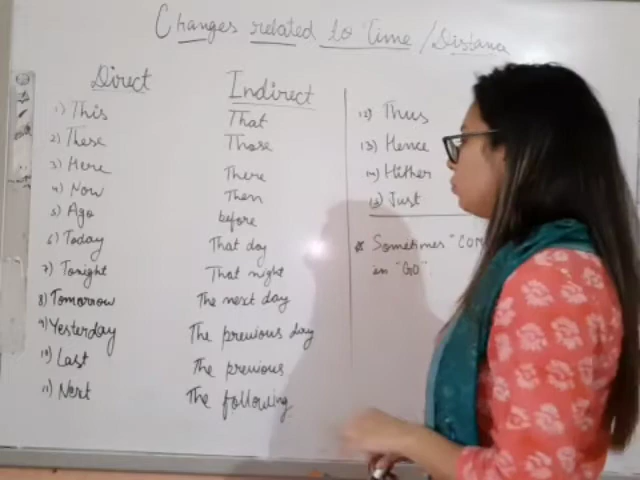 Changes related to Time / Distana
Direct Indirect
1) This That
2) These Those
3) Here There
4) Now Then
5) Ago before
6) Today That day
7) Tonight That night
8) Tomorrow The next day
9) Yesterday The previous day
10) Last The previous
11) Next The following
12) Thus
13) Hence
14) Hither
15) Just
* Sometimes "COM
in "GO".